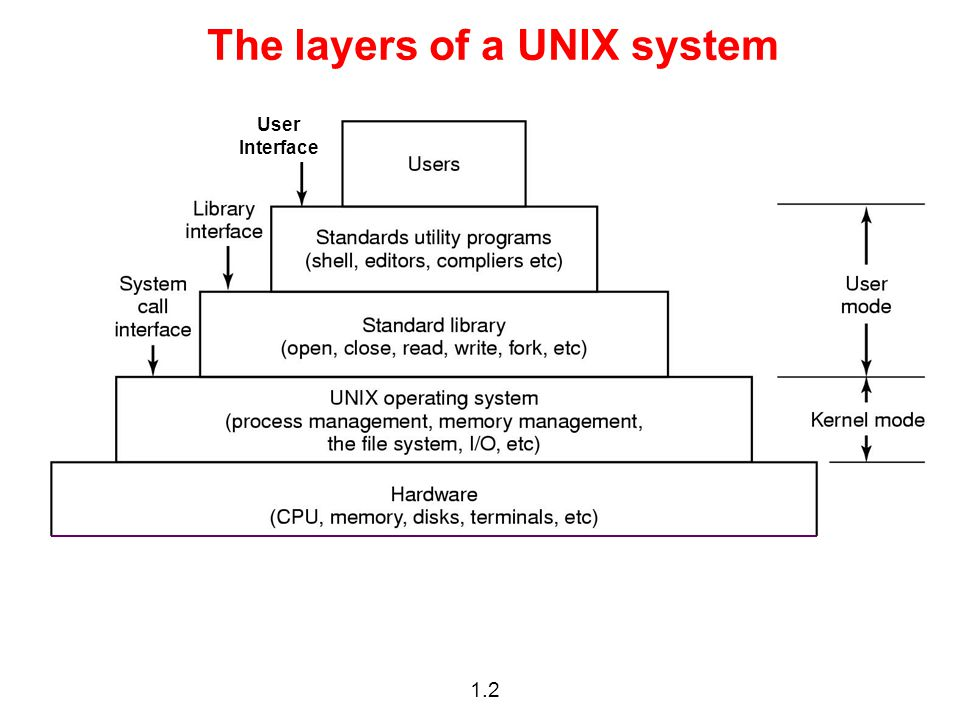 The layers of a UNIX system
User
Interface
Users
Library
interface
Standards utility programs
(shell, editors, compliers etc)
System
call
interface
User
mode
Standard library
(open, close, read, write, fork, etc)
UNIX operating system
(process management, memory management,
the file system, I/O, etc)
Kernel mode
Hardware
(CPU, memory, disks, terminals, etc)
1.2